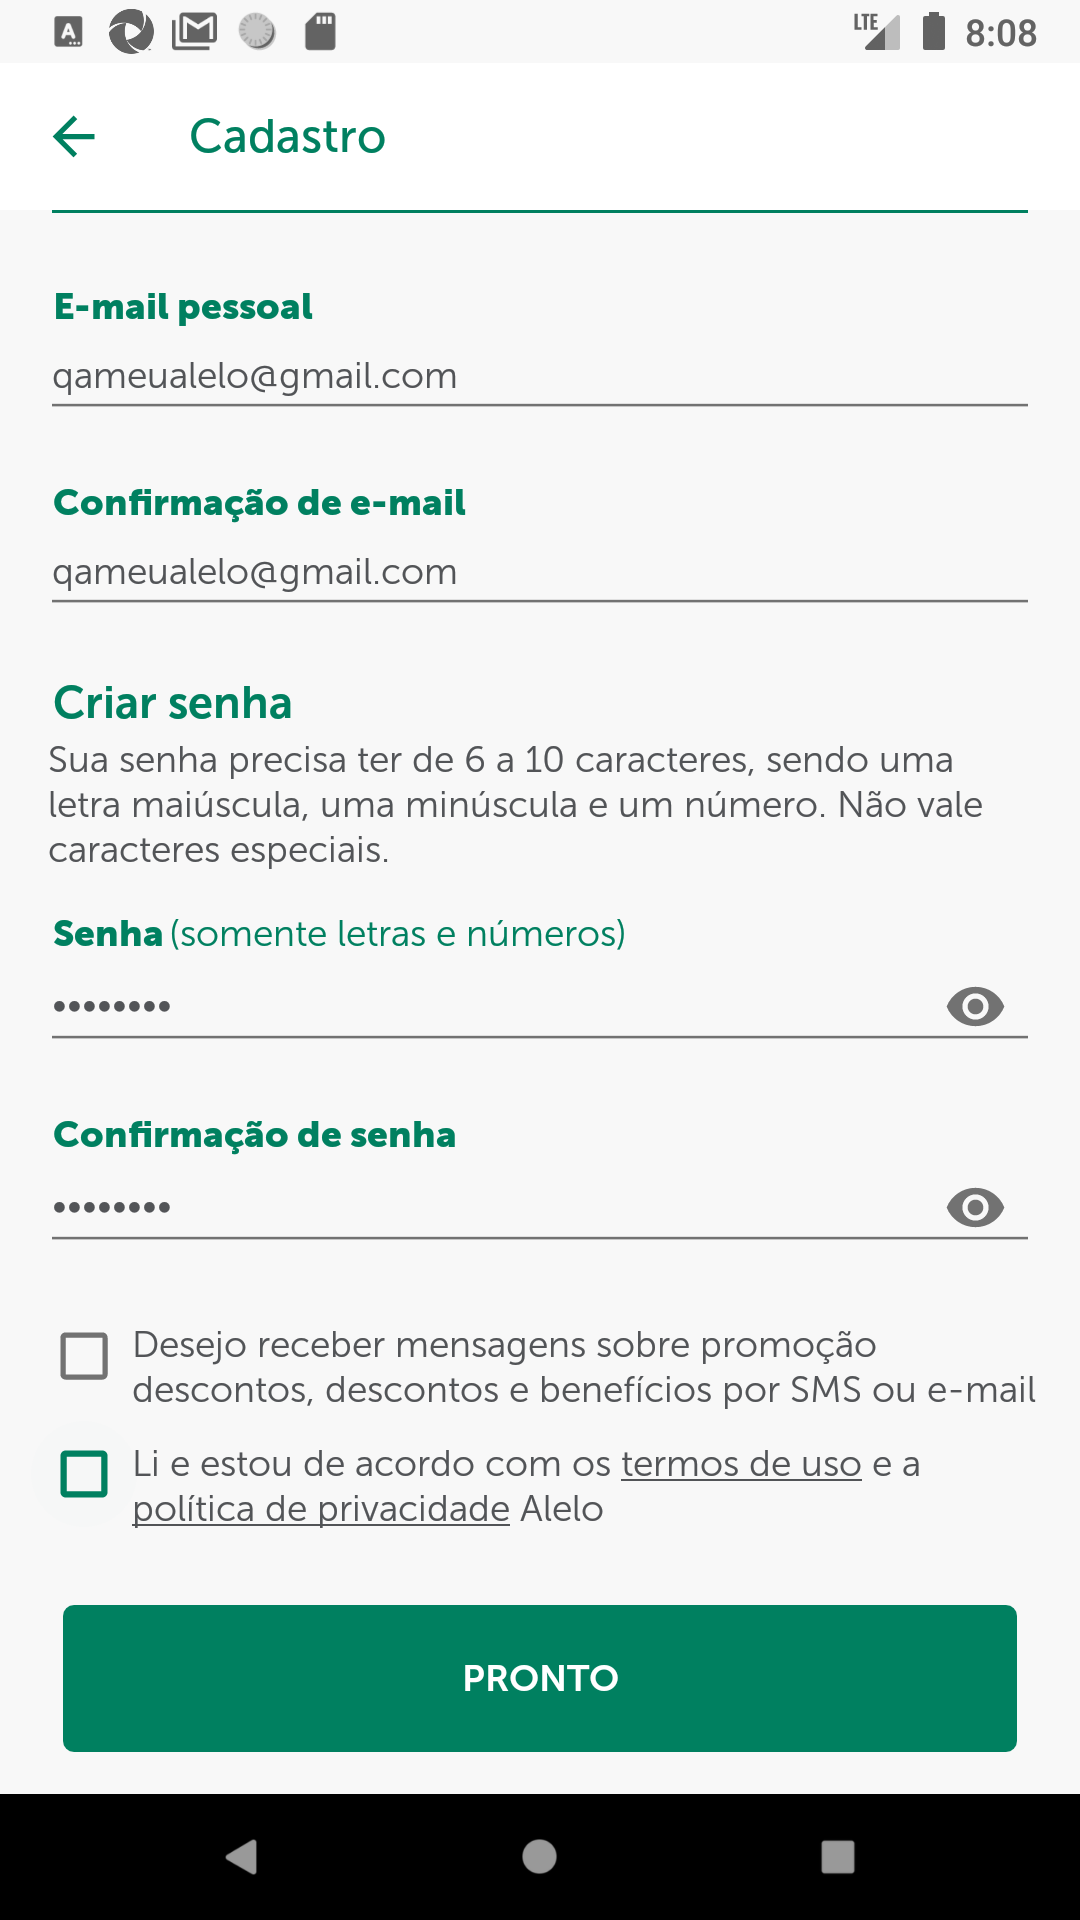 LTE 8:08
Cadastro
E-mail pessoal
qameualelo@gmail.com
Confirmação de e-mail
qameualelo@gmail.com
Criar senha
Sua senha precisa ter de 6 a 10 caracteres, sendo uma
letra maiúscula, uma minúscula e um número. Não vale
caracteres especiais.
Senha (somente letras e números)
••••••••
Confirmação de senha
••••••••
Desejo receber mensagens sobre promoção
descontos, descontos e benefícios por SMS ou e-mail
Li e estou de acordo com os termos de uso e a
política de privacidade Alelo
PRONTO